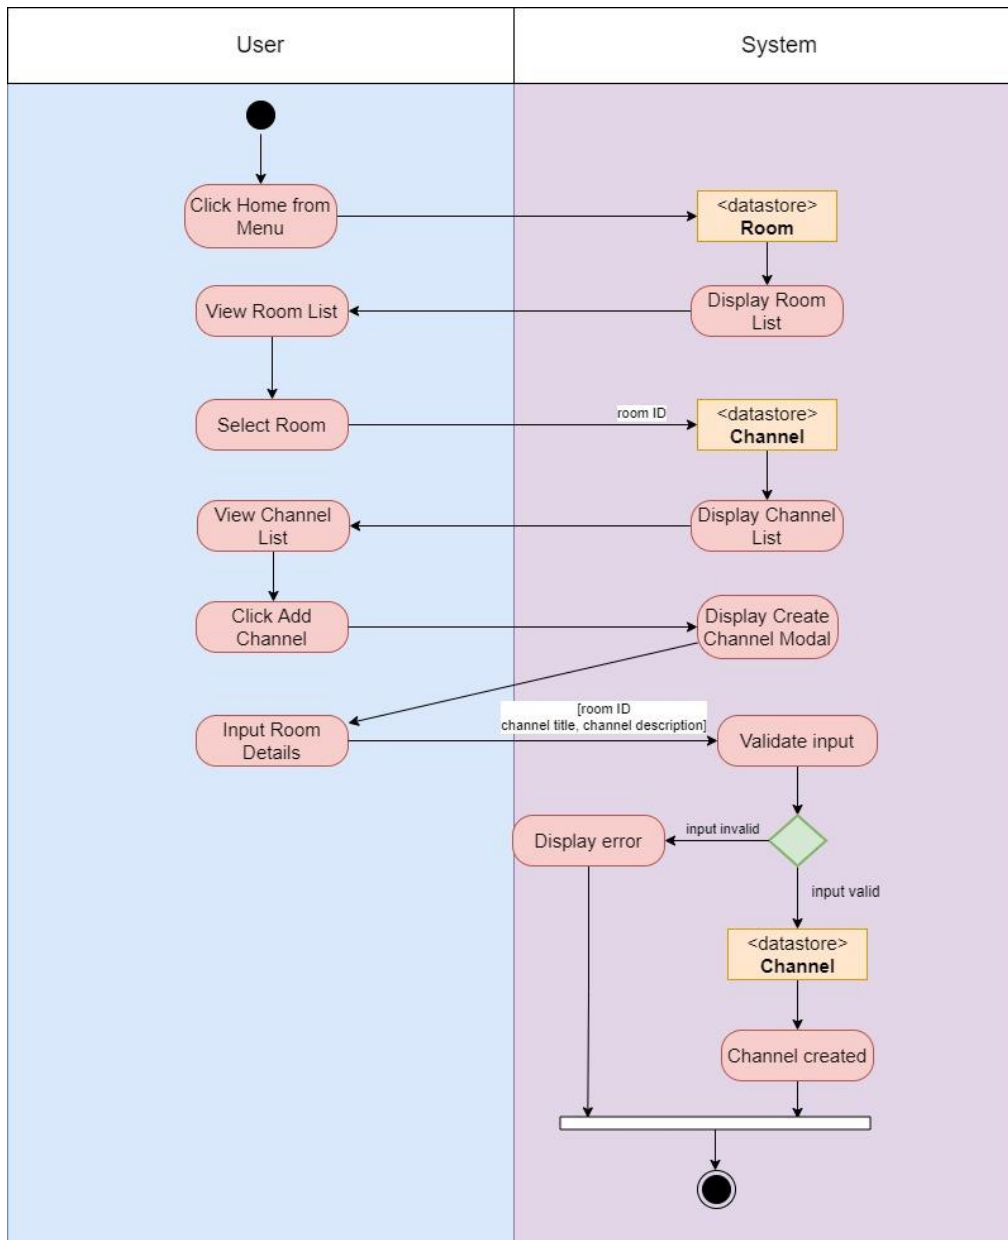 User
System
Click Home from
Menu
<datastore>
Room
View Room List
Display Room
List
Select Room
room ID
<datastore>
Channel
View Channel
List
Display Channel
List
Click Add
Channel
Display Create
Channel Modal
Input Room
Details
[room ID
channel title, channel description]
Validate input
Display error
input invalid
input valid
<datastore>
Channel
Channel created